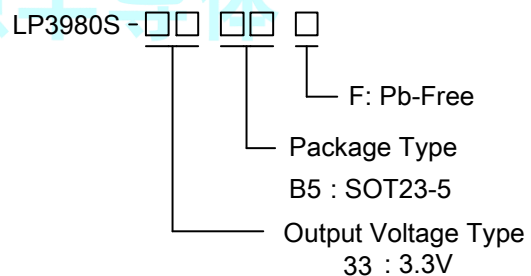 LP3980S - □□ □□ □
F: Pb-Free
Package Type
B5 : SOT23-5
Output Voltage Type
33 : 3.3V